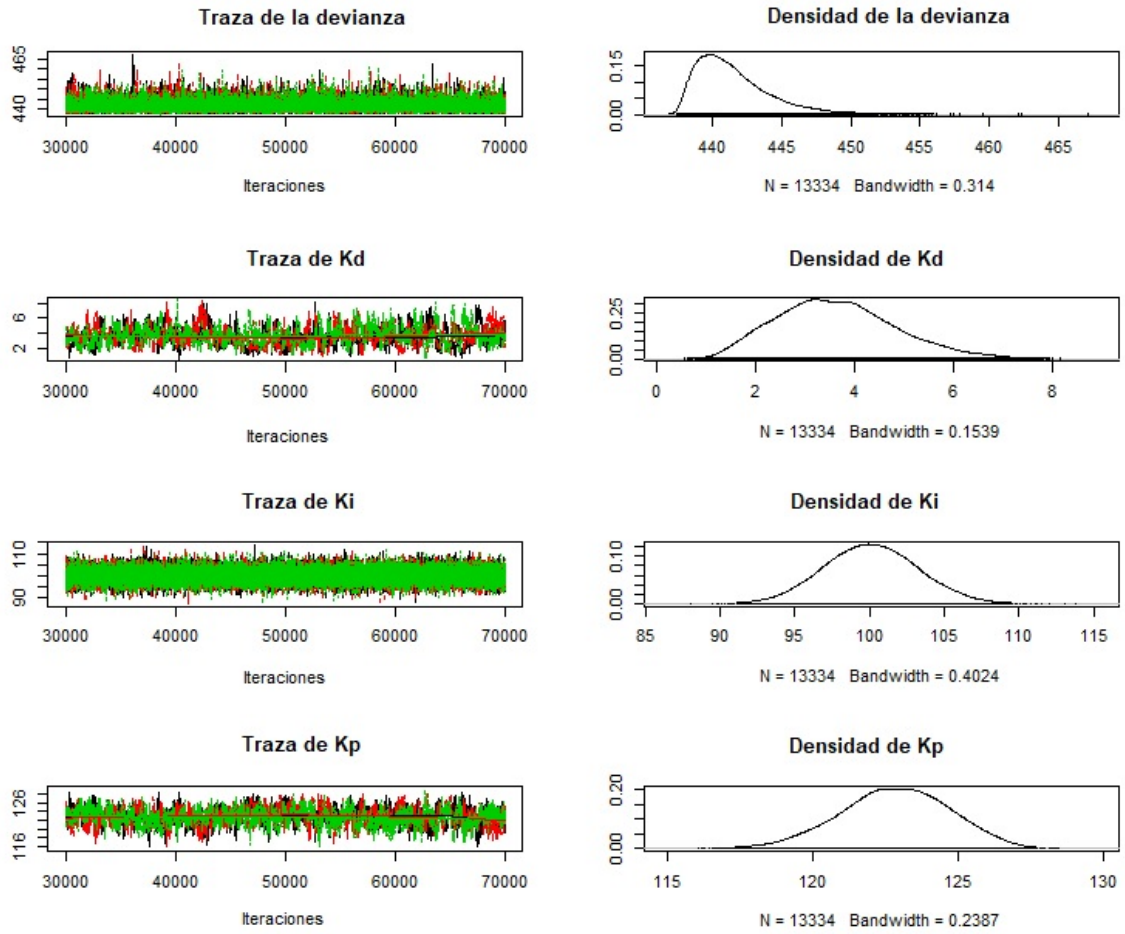 Traza de la devianza
465
440
30000 40000 50000 60000 70000
Iteraciones
Densidad de la devianza
0.15
0.00
440 445 450 455 460 465
N = 13334 Bandwidth = 0.314
Traza de Kd
6
2
30000 40000 50000 60000 70000
Iteraciones
Densidad de Kd
0.25
0.00
0 2 4 6 8
N = 13334 Bandwidth = 0.1539
Traza de Ki
110
90
30000 40000 50000 60000 70000
Iteraciones
Densidad de Ki
0.10
0.00
85 90 95 100 105 110 115
N = 13334 Bandwidth = 0.4024
Traza de Kp
126
116
30000 40000 50000 60000 70000
Iteraciones
Densidad de Kp
0.20
0.00
115 120 125 130
N = 13334 Bandwidth = 0.2387